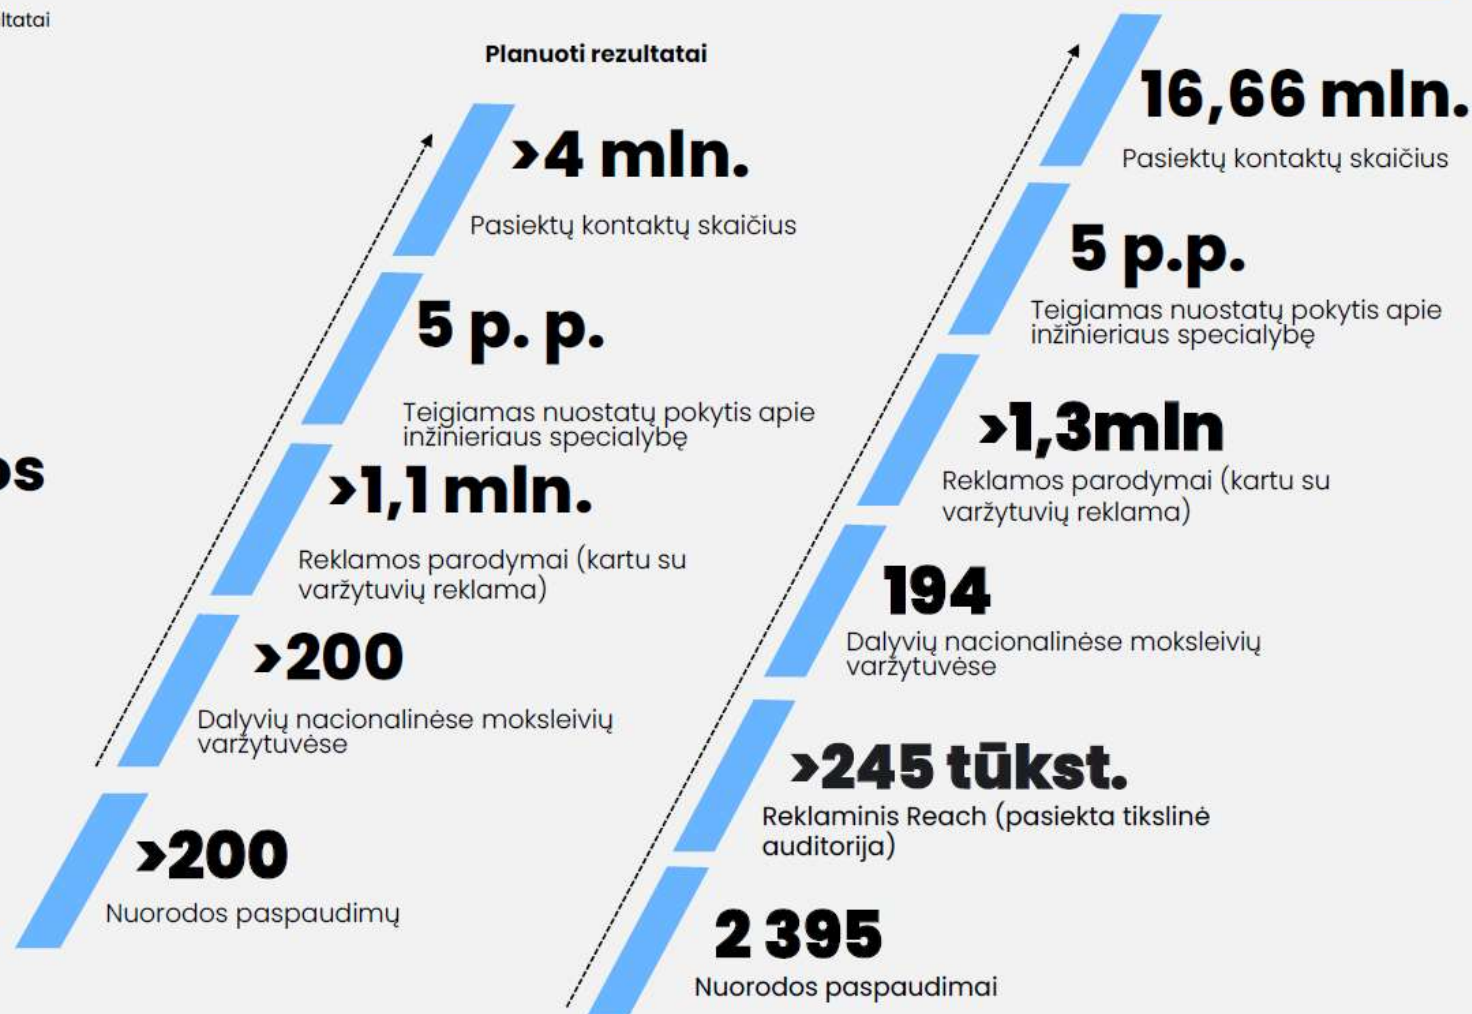 ltatai
os
Planuoti rezultatai
>4 mln.
Pasiektų kontaktų skaičius
5 p. p.
Teigiamas nuostatų pokytis apie
inžinieriaus specialybę
>1,1 mln.
Reklamos parodymai (kartu su
varžytuvių reklama)
>200
Dalyvių nacionalinėse moksleivių
varžytuvėse
>200
Nuorodos paspaudimų
16,66 mln.
Pasiektų kontaktų skaičius
5 p.p.
Teigiamas nuostatų pokytis apie
inžinieriaus specialybę
>1,3mln
Reklamos parodymai (kartu su
varžytuvių reklama)
194
Dalyvių nacionalinėse moksleivių
varžytuvėse
>245 tūkst.
Reklaminis Reach (pasiekta tikslinė
auditorija)
2 395
Nuorodos paspaudimai